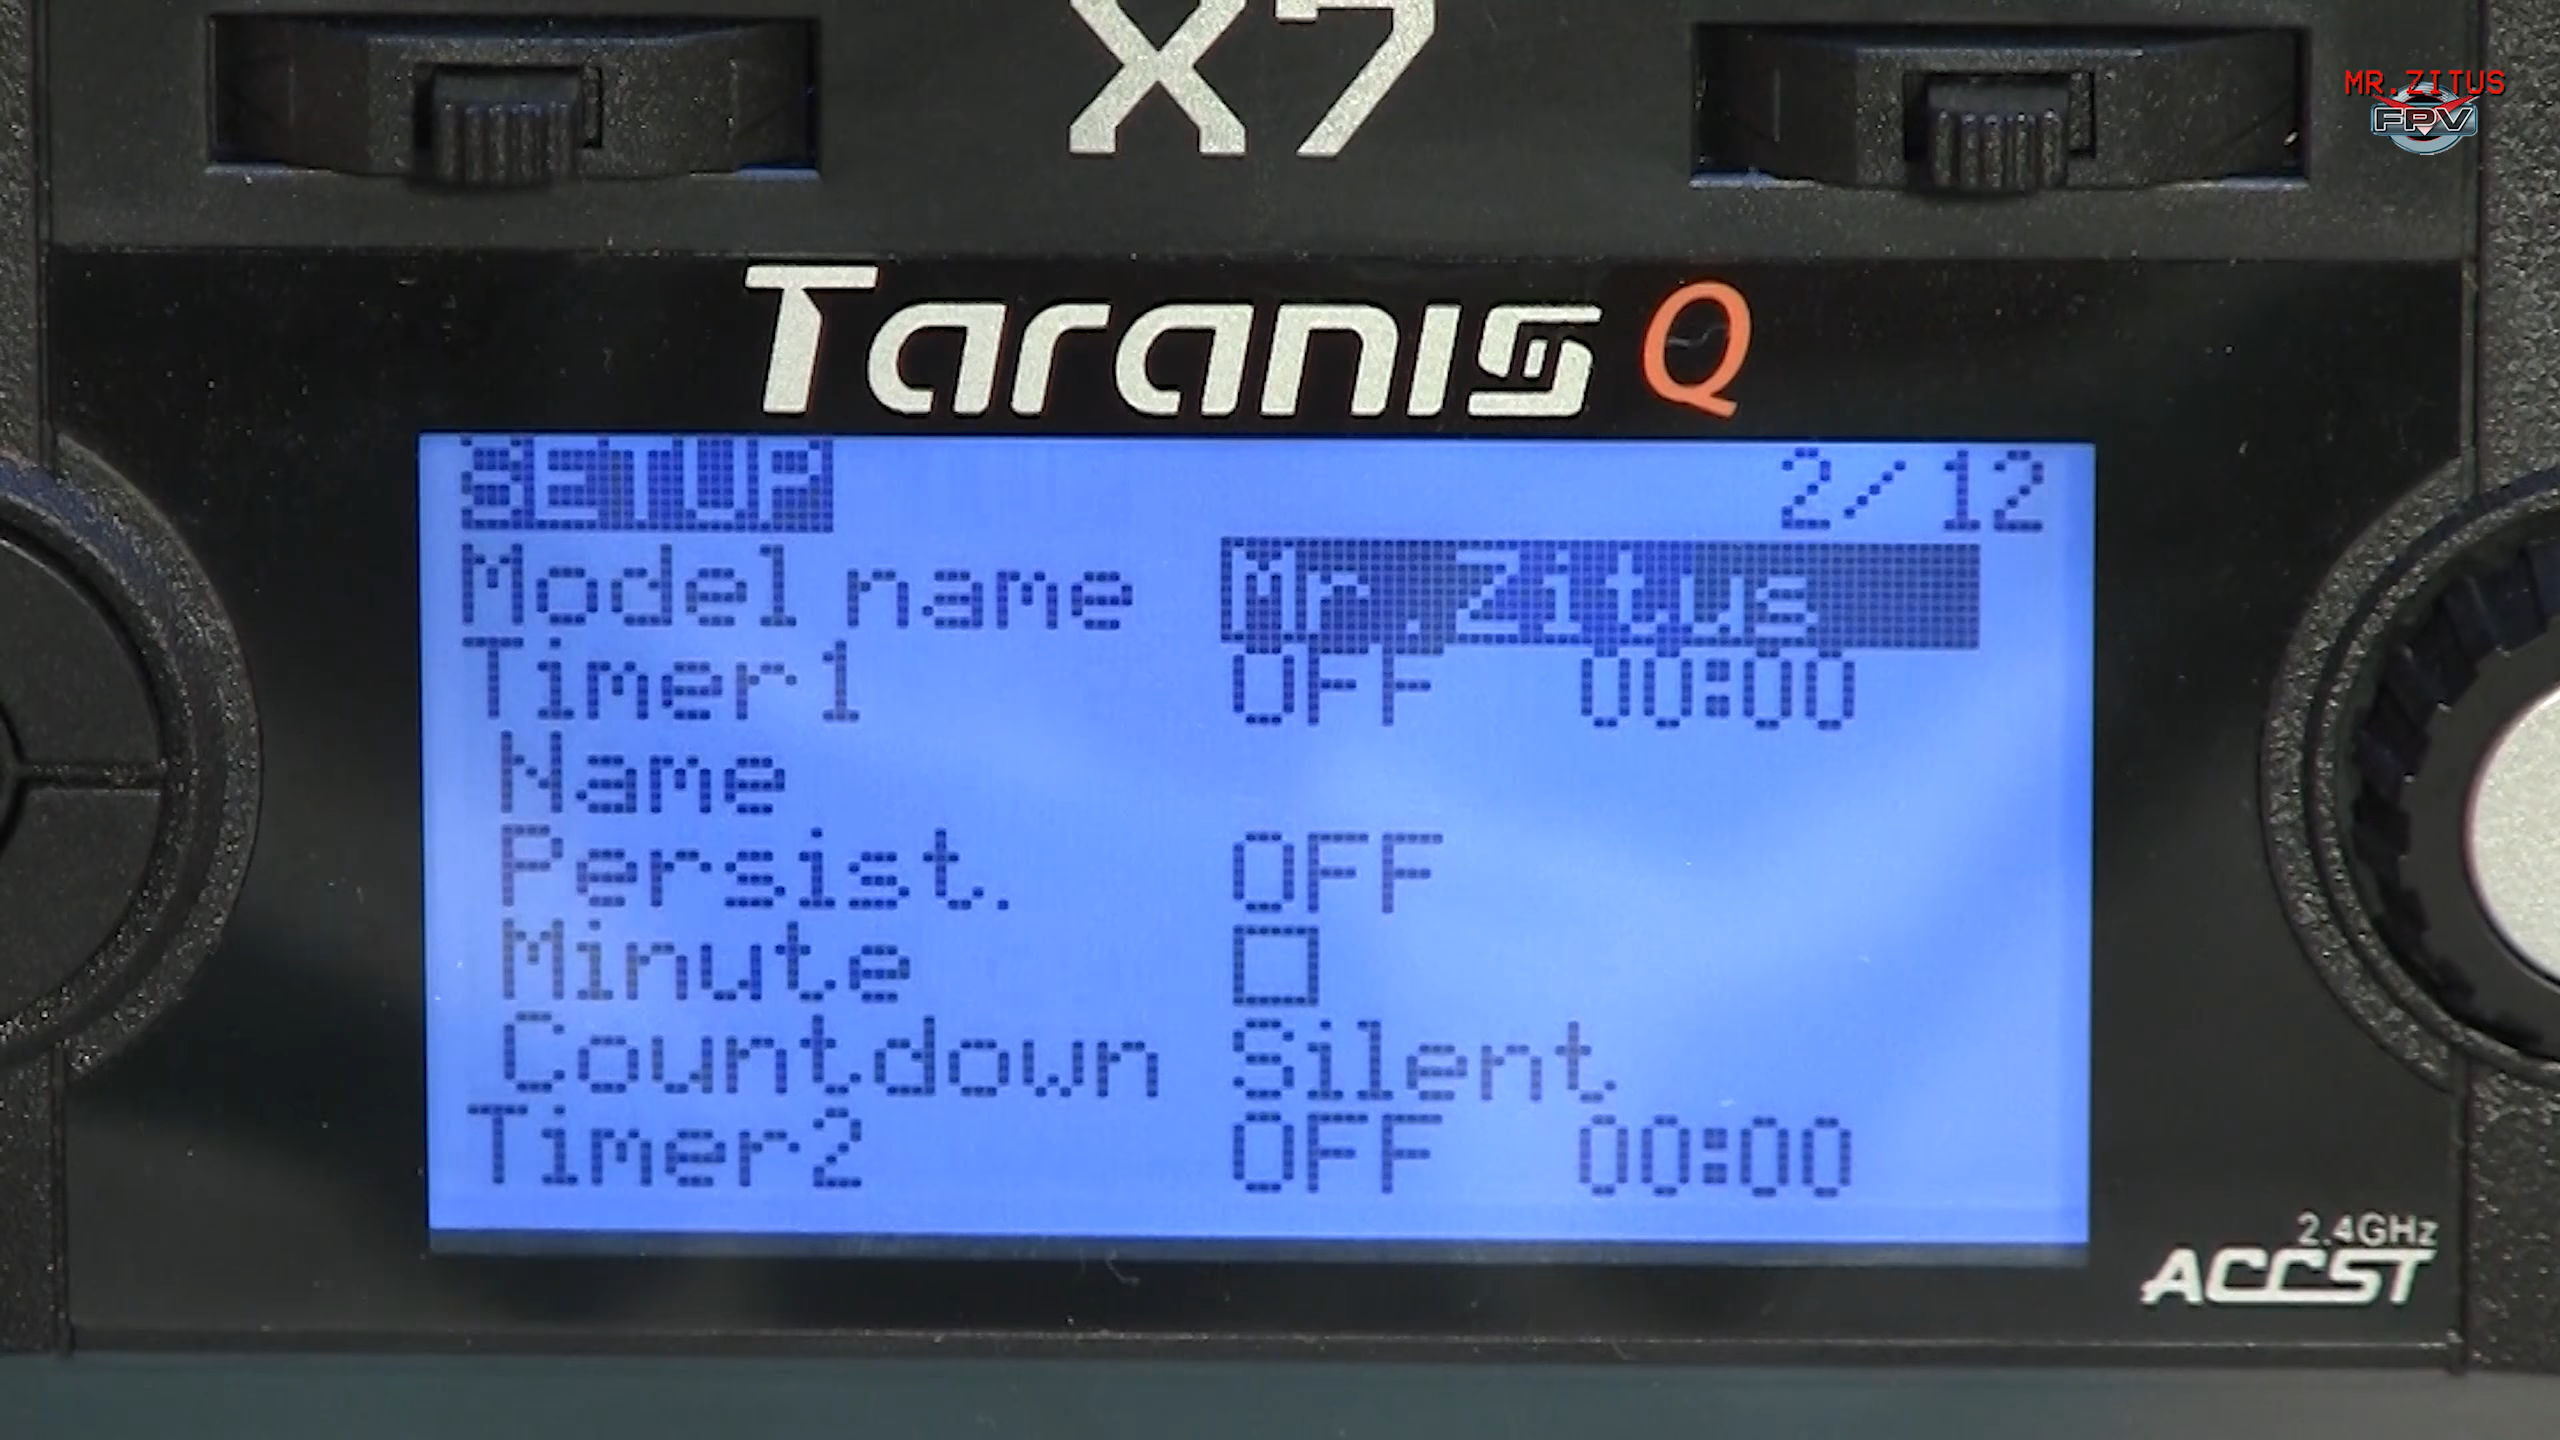 X7
MR.ZITUS
FPV
Taranis Q
SETUP 2/12
Model name Mr.Zitus
Timer1 OFF 00:00
Name
Persist. OFF
Minute
Countdown Silent
Timer2 OFF 00:00
2.4GHz
ACCST